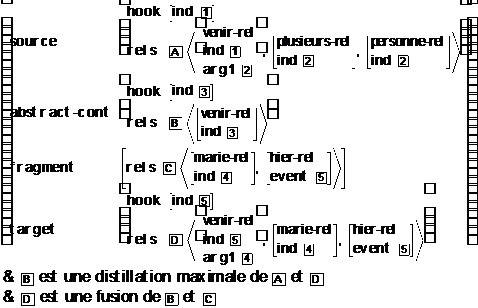 hook ind 1
source
rels A venir-rel ind 1 arg1 2 , plusieurs-rel ind 2 , personne-rel ind 2
hook ind 3
abstract-cont
rels B venir-rel ind 3
fragment rels C marie-rel ind 4 , hier-rel event 5
hook ind 5
target
rels D venir-rel ind 5 arg1 4 , marie-rel ind 4 , hier-rel event 5
& B est une distillation maximale de A et D
& D est une fusion de B et C